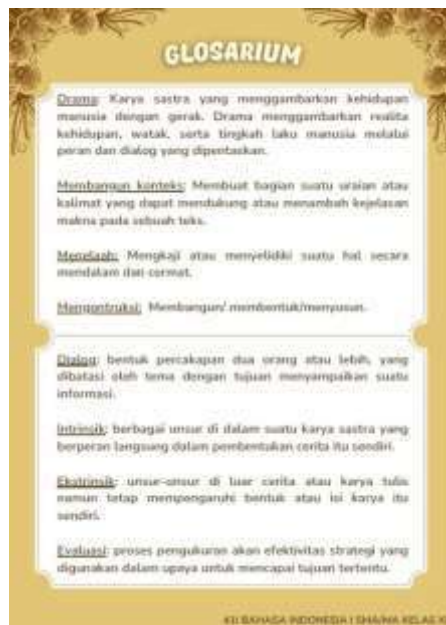 GLOSARIUM
Drama: Karya sastra yang menggambarkan kehidupan
manusia dengan gerak. Drama menggambarkan realita
kehidupan, watak, serta tingkah laku manusia melalui
peran dan dialog yang dipentaskan.
Membangun konteks: Membuat bagian suatu uraian atau
kalimat yang dapat mendukung atau menambah kejelasan
makna pada sebuah teks.
Menelaah: Mengkaji atau menyelidiki suatu hal secara
mendalam dan cermat.
Mengontruksi: Membangun/ membentuk/menyusun.
Dialog: bentuk percakapan dua orang atau lebih, yang
dibatasi oleh tema dengan tujuan menyampaikan suatu
informasi.
Intrinsik: berbagai unsur di dalam suatu karya sastra yang
berperan langsung dalam pembentukan cerita itu sendiri.
Ekstrinsik: unsur-unsur di luar cerita atau karya tulis
namun tetap mempengaruhi bentuk atau isi karya itu
sendiri.
Evaluasi: proses pengukuran akan efektivitas strategi yang
digunakan dalam upaya untuk mencapai tujuan tertentu.
BAHASA INDONESIA | SMA/MA KELAS